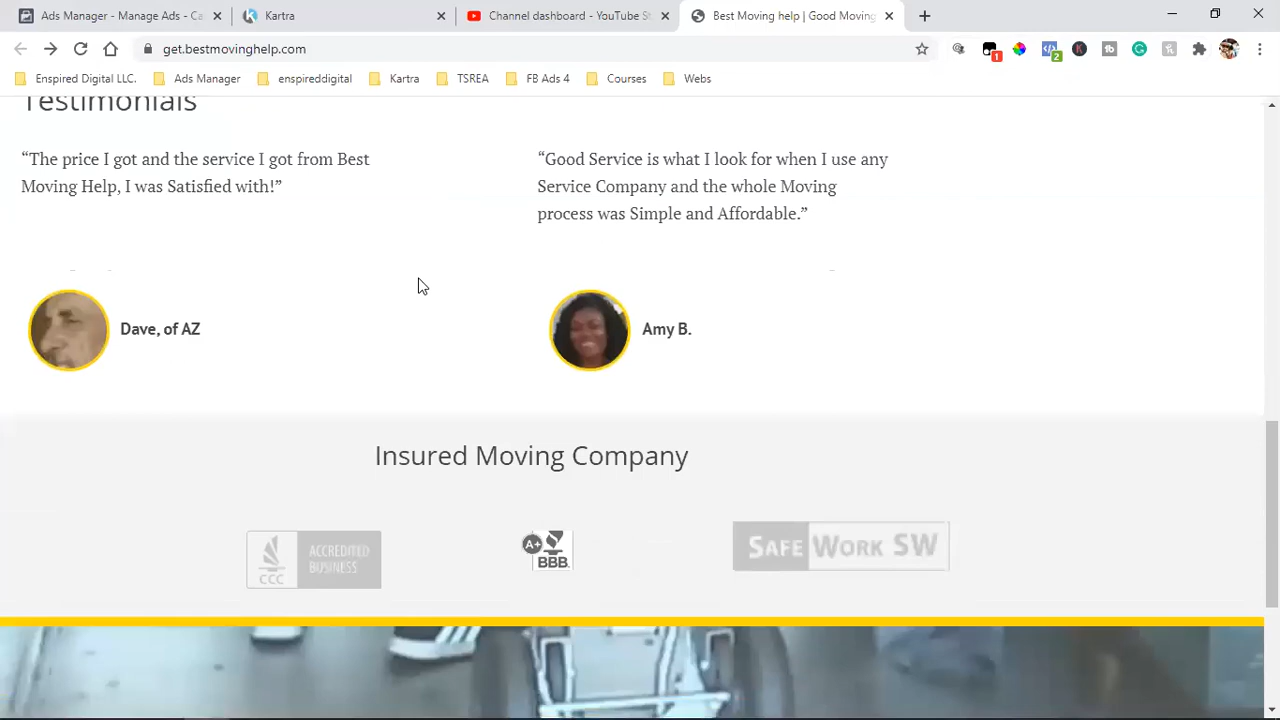 Ads Manager - Manage Ads - Ca
Kartra
Channel dashboard - YouTube St
Best Moving help | Good Moving
get.bestmovinghelp.com
1
2
Enspired Digital LLC.
Ads Manager
enspireddigital
Kartra
TSREA
FB Ads 4
Courses
Webs
Testimonials
“The price I got and the service I got from Best
Moving Help, I was Satisfied with!”
“Good Service is what I look for when I use any
Service Company and the whole Moving
process was Simple and Affordable.”
Dave, of AZ
Amy B.
Insured Moving Company
CCC
ACCREDITED
BUSINESS
A+
BBB.
SAFE WORK SW